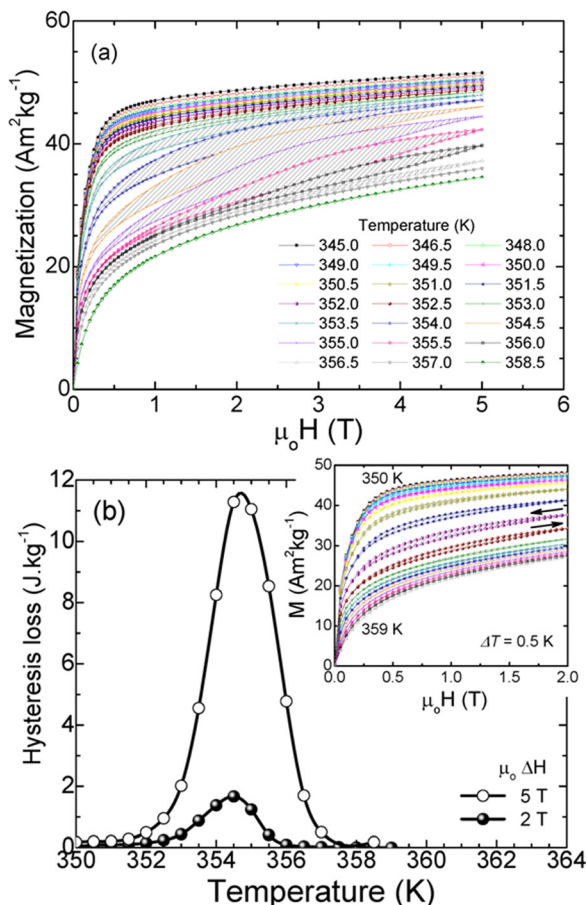 (a)
60
40
20
0
Magnetization (Am²kg⁻¹)
Temperature (K)
345.0 346.5 348.0
349.0 349.5 350.0
350.5 351.0 351.5
352.0 352.5 353.0
353.5 354.0 354.5
355.0 355.5 356.0
356.5 357.0 358.5
0 1 2 3 4 5 6
μₒH (T)
(b)
12
10
8
6
4
2
0
Hysteresis loss (J.kg⁻¹)
50
40
30
20
10
0
M (Am²kg⁻¹)
350 K
359 K
ΔT = 0.5 K
0.0 0.5 1.0 1.5 2.0
μₒH (T)
μₒ ΔH
5 T
2 T
350 352 354 356 358 360 362 364
Temperature (K)